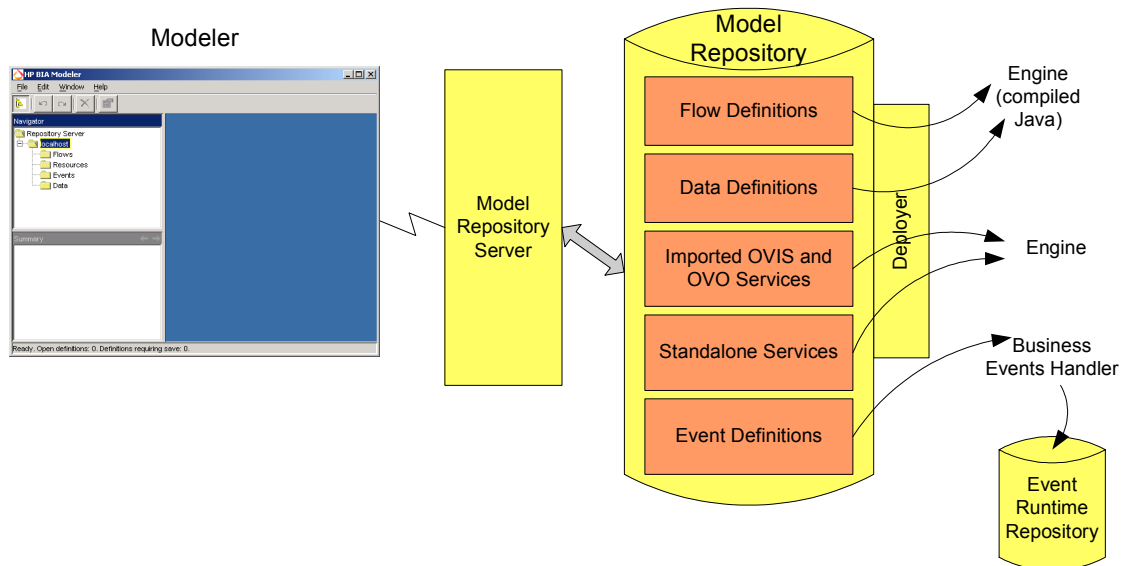 Modeler
HP BIA Modeler
File Edit Window Help
Navigator
Repository Server
localhost
Flows
Resources
Events
Data
Summary
Ready. Open definitions: 0. Definitions requiring save: 0.
Model
Repository
Server
Model
Repository
Flow Definitions
Data Definitions
Imported OVIS and
OVO Services
Standalone Services
Event Definitions
Deployer
Engine
(compiled
Java)
Engine
Business
Events Handler
Event
Runtime
Repository